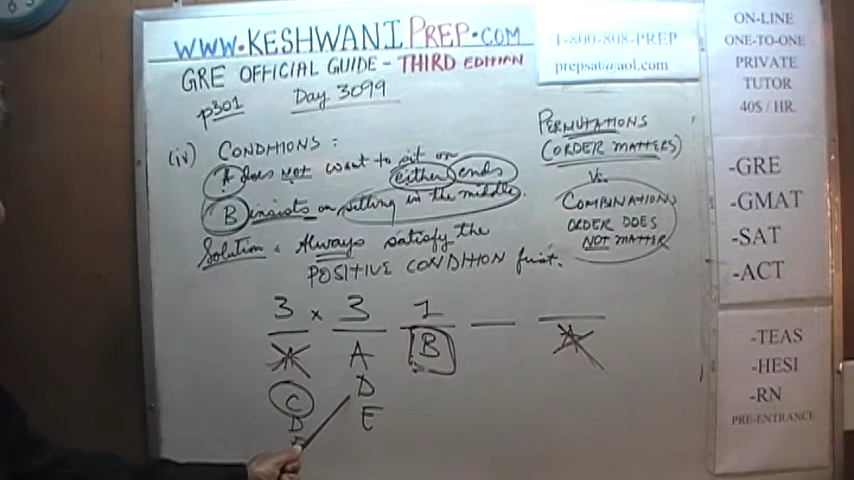 WWW.KESHWANIPREP.COM
GRE OFFICIAL GUIDE - THIRD EDITION
p301 Day 3099
1-800-808-PREP
prepsat@aol.com
ON-LINE
ONE-TO-ONE
PRIVATE
TUTOR
40$ / HR.
-GRE
-GMAT
-SAT
-ACT
-TEAS
-HESI
-RN
PRE-ENTRANCE
(iv) CONDITIONS:
A does NOT want to sit on either ends
B insists on sitting in the middle.
Solution: Always satisfy the
POSITIVE CONDITION first.
PERMUTATIONS
(ORDER MATTERS)
Vs.
COMBINATIONS
ORDER DOES
NOT MATTER
3 x 3 1
A A B A
C D
D E